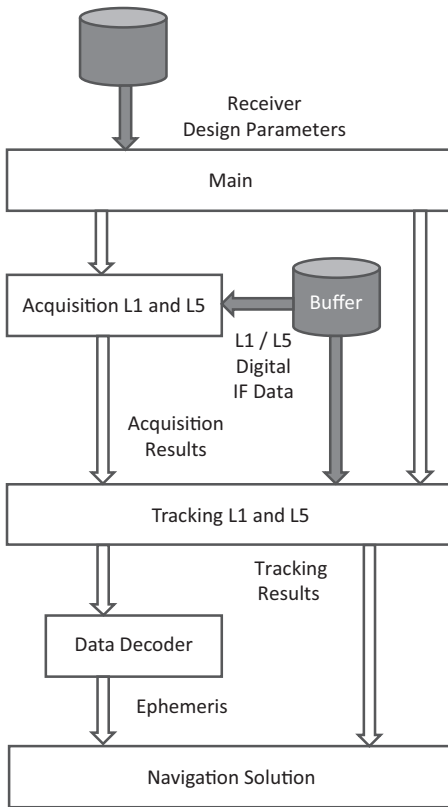 Receiver
Design Parameters
Main
Acquisition L1 and L5
Buffer
L1 / L5
Digital
IF Data
Acquisition
Results
Tracking L1 and L5
Tracking
Results
Data Decoder
Ephemeris
Navigation Solution